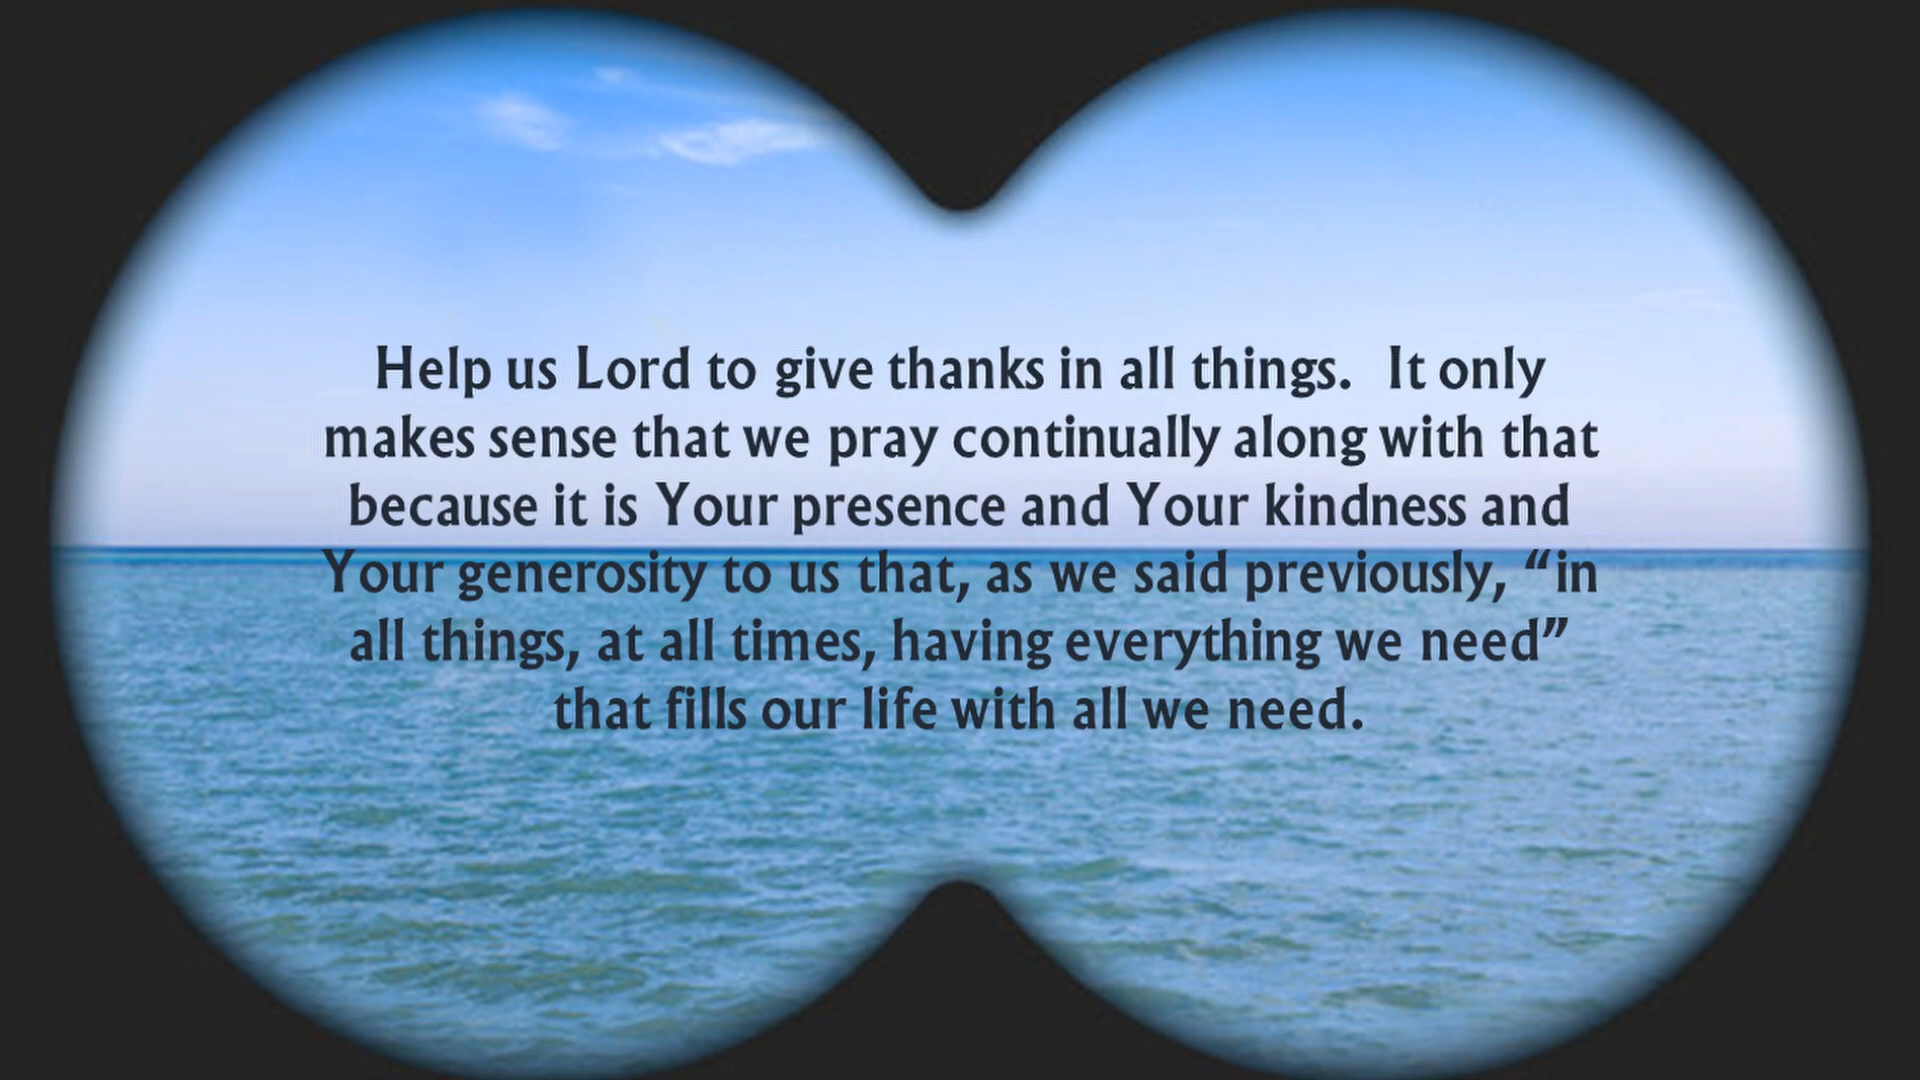 Help us Lord to give thanks in all things.  It only
makes sense that we pray continually along with that
because it is Your presence and Your kindness and
Your generosity to us that, as we said previously, “in
all things, at all times, having everything we need”
that fills our life with all we need.